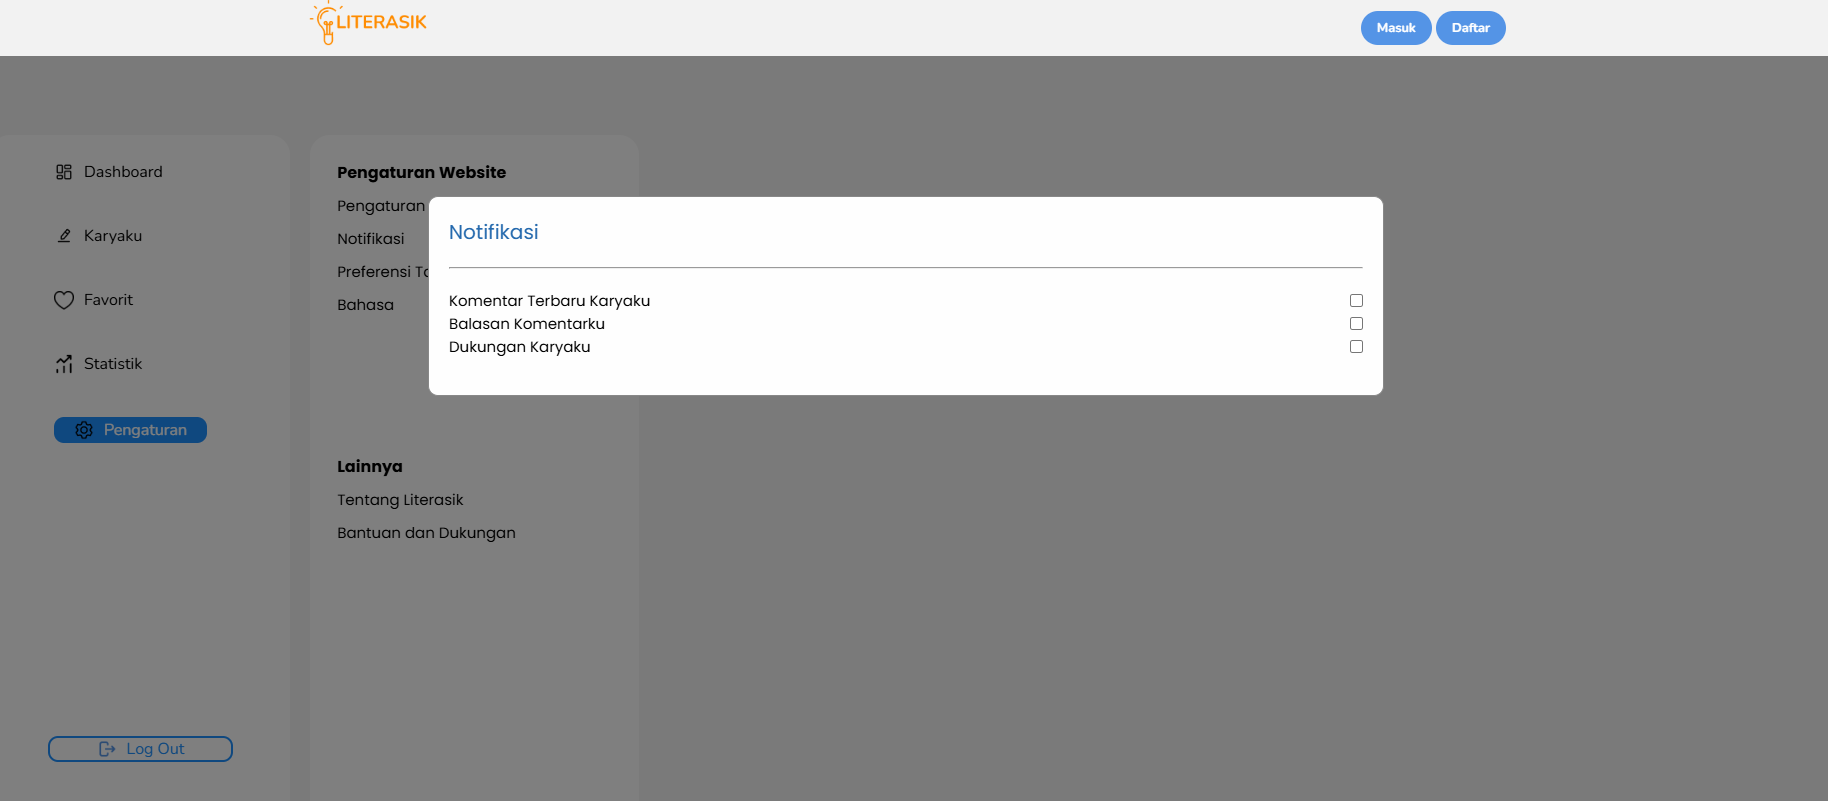 LITERASIK
Masuk
Daftar
Dashboard
Karyaku
Favorit
Statistik
Pengaturan
Log Out
Pengaturan Website
Pengaturan
Notifikasi
Preferensi
Bahasa
Lainnya
Tentang Literasik
Bantuan dan Dukungan
Notifikasi
Komentar Terbaru Karyaku
Balasan Komentarku
Dukungan Karyaku